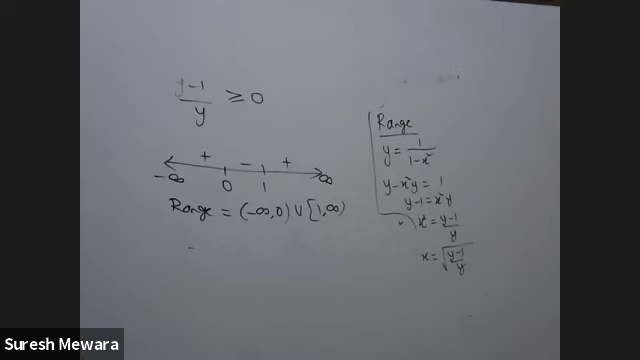 y-1/y ≥ 0
+ - +
-∞ 0 1 ∞
Range = (-∞,0) ∪ [1,∞)
Range
y = 1/1-x²
y-x²y = 1
y-1 = x²y
x² = y-1/y
x = √(y-1/y)
Suresh Mewara